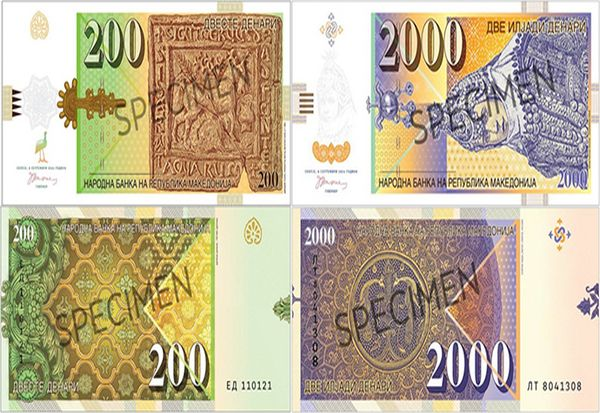 200
ДВЕСТЕ ДЕНАРИ
SPECIMEN
НАРОДНА БАНКА НА РЕПУБЛИКА МАКЕДОНИЈА
200
2000
ДВЕ ИЛЈАДИ ДЕНАРИ
SPECIMEN
НАРОДНА БАНКА НА РЕПУБЛИКА МАКЕДОНИЈА
2000
200
НАРОДНА БАНКА НА РЕПУБЛИКА МАКЕДОНИЈА
SPECIMEN
200
ДВЕСТЕ ДЕНАРИ
ЕД 110121
2000
НАРОДНА БАНКА НА РЕПУБЛИКА МАКЕДОНИЈА
SPECIMEN
2000
ДВЕ ИЛЈАДИ ДЕНАРИ
ЛТ 8041308